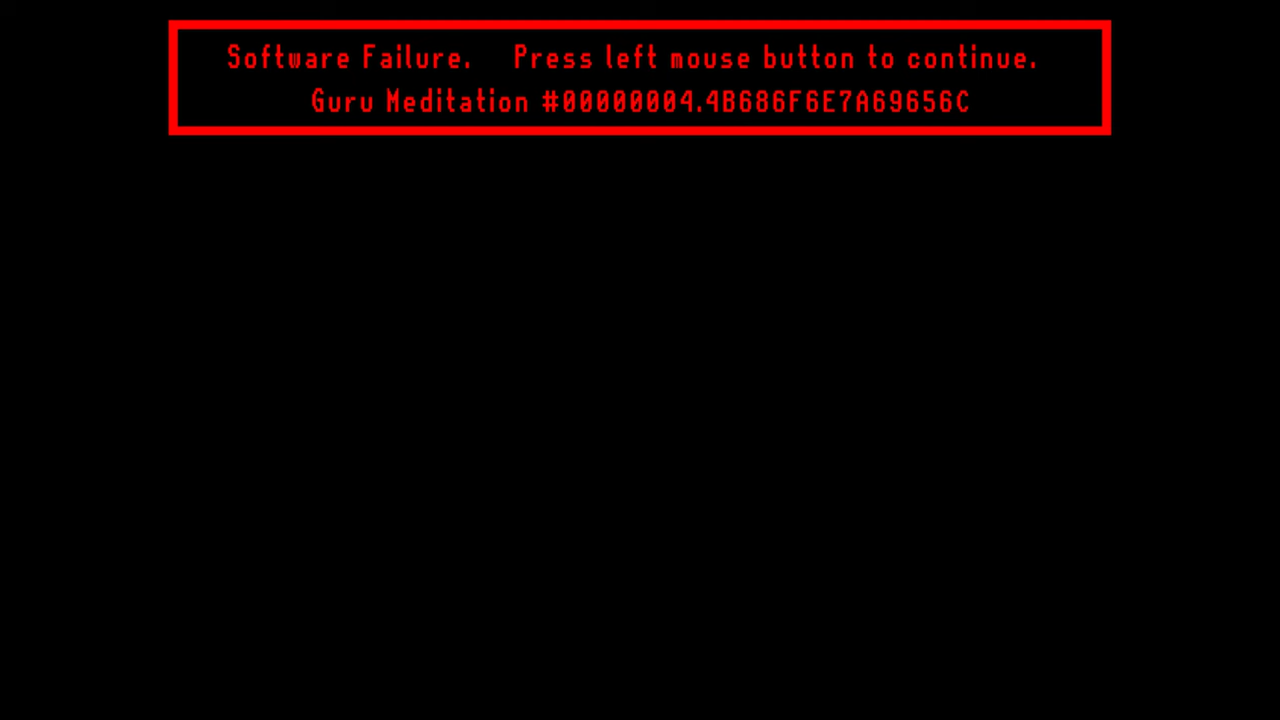 Software Failure.   Press left mouse button to continue.
Guru Meditation #00000004.4B686F6E7A69656C